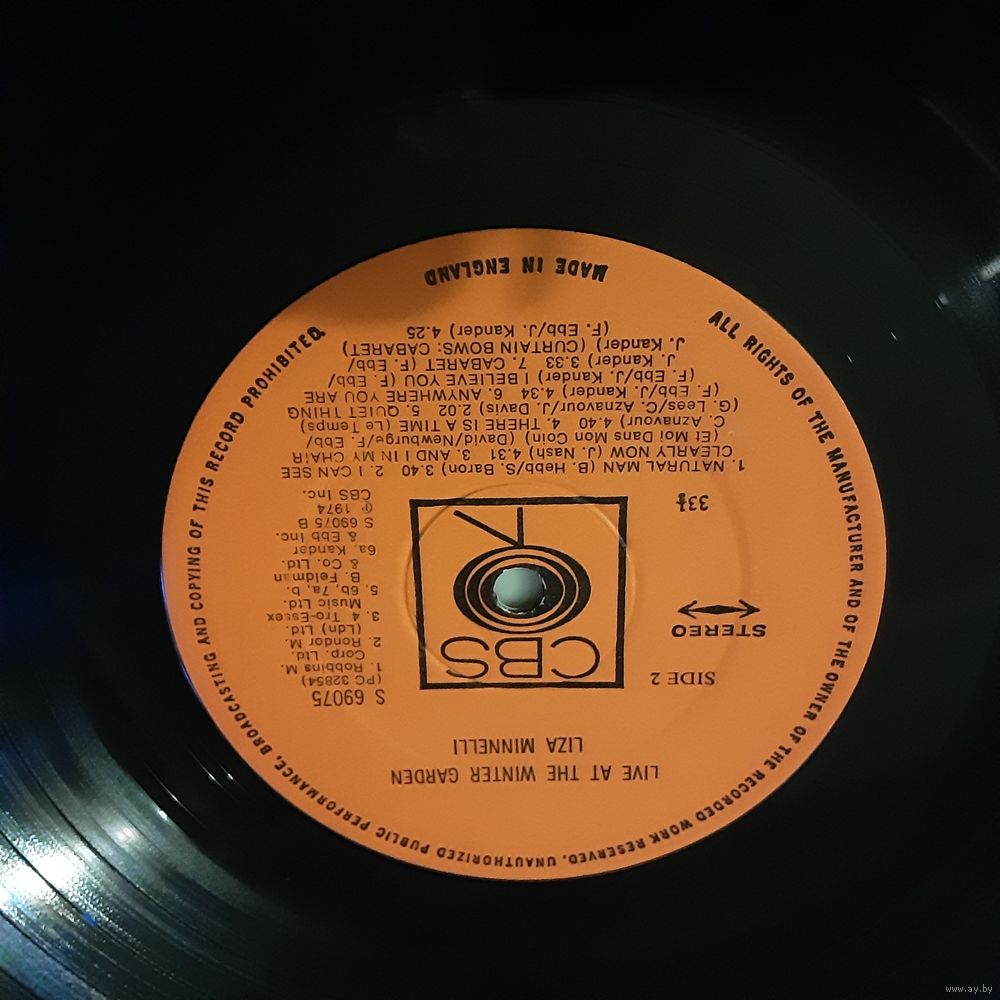 LIVE AT THE WINTER GARDEN
LIZA MINNELLI
SIDE 2
STEREO
33⅓
CBS
S 69075
(PC 32854)
1. Robbins M.
Corp. Ltd.
2. Rondor M.
(Ldn) Ltd.
3. 4 Tro-Essex
Music Ltd.
5. 6b, 7a, b.
B. Feldman
& Co. Ltd.
6a. Kander
& Ebb Inc.
S 69075 B
℗ 1974
CBS Inc.
1. NATURAL MAN (B. Hebb/S. Baron) 3.40 2. I CAN SEE
CLEARLY NOW (J. Nash) 4.31 3. AND I IN MY CHAIR
(Et Moi Dans Mon Coin) (David/Newburge/F. Ebb/
C. Aznavour) 4.40 4. THERE IS A TIME (Le Temps)
(G. Lees/C. Aznavour/J. Davis) 2.02 5. QUIET THING
(F. Ebb/J. Kander) 4.34 6. ANYWHERE YOU ARE
(F. Ebb/J. Kander) I BELIEVE YOU (F. Ebb/
J. Kander) 3.33 7. CABARET (F. Ebb/
J. Kander) (CURTAIN BOWS: CABARET)
(F. Ebb/J. Kander) 4.25
MADE IN ENGLAND
ALL RIGHTS OF THE MANUFACTURER AND OF THE OWNER OF THE RECORDED WORK RESERVED. UNAUTHORIZED PUBLIC PERFORMANCE, BROADCASTING AND COPYING OF THIS RECORD PROHIBITED.
www.ay.by